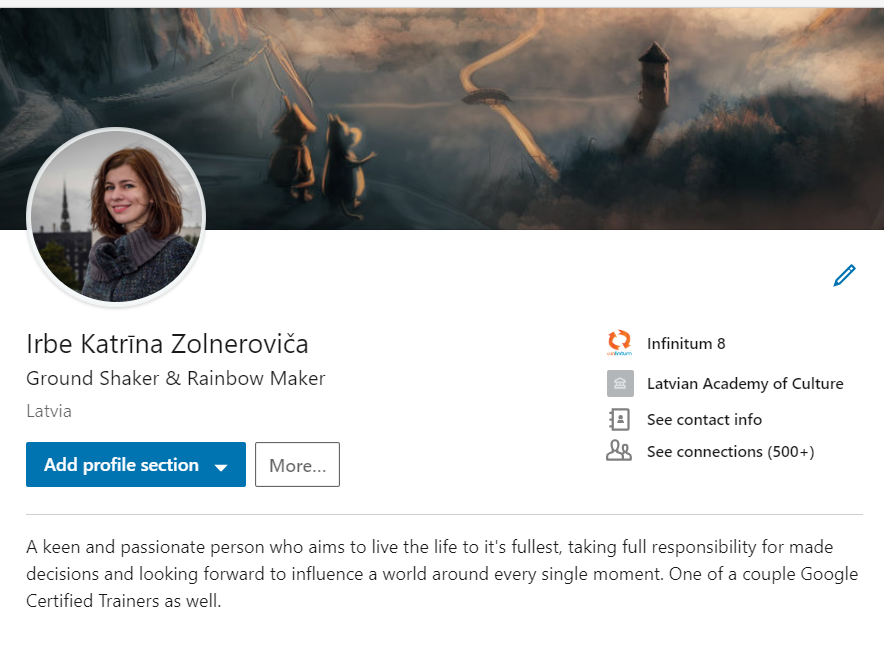 Irbe Katrīna Zolneroviča
Ground Shaker & Rainbow Maker
Latvia
Add profile section
More...
Infinitum 8
Latvian Academy of Culture
See contact info
See connections (500+)
A keen and passionate person who aims to live the life to it's fullest, taking full responsibility for made
decisions and looking forward to influence a world around every single moment. One of a couple Google
Certified Trainers as well.